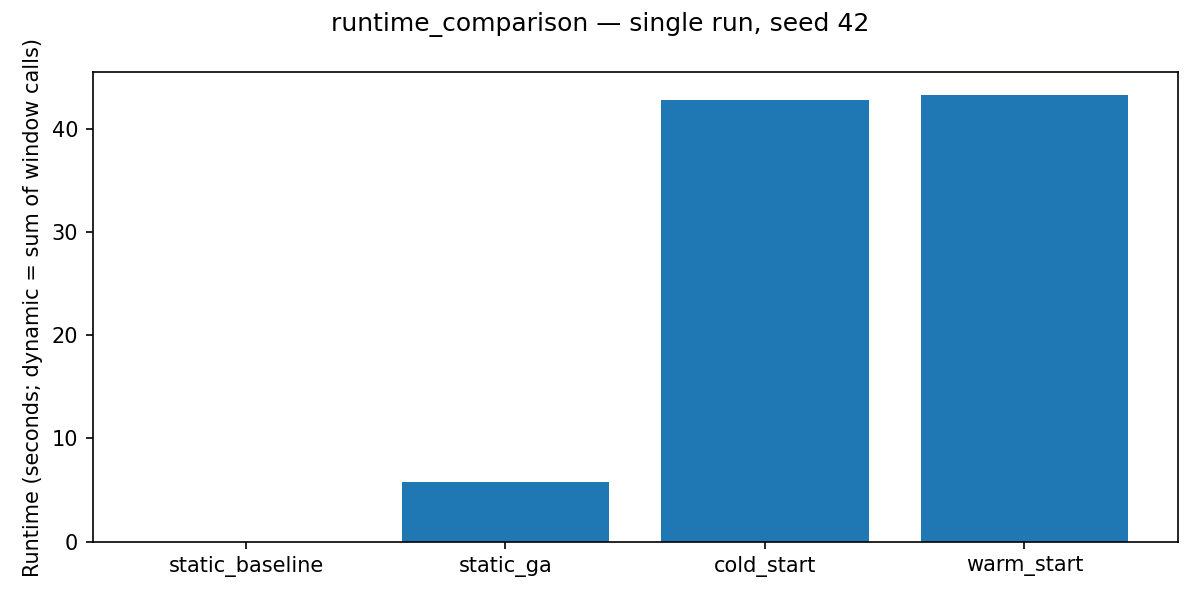 runtime_comparison — single run, seed 42
Runtime (seconds; dynamic = sum of window calls)
40
30
20
10
0
static_baseline
static_ga
cold_start
warm_start